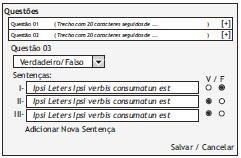 Questões
Questão 01 ( Trecho com 20 caracteres seguidos de .... ) [+]
Questão 02 ( Trecho com 20 caracteres seguidos de .... ) [+]
Questão 03
Verdadeiro/Falso
Sentenças: V / F
I- Ipsi Leters Ipsi verbis consumatun est
II- Ipsi Leters Ipsi verbis consumatun est
III- Ipsi Leters Ipsi verbis consumatun est
Adicionar Nova Sentença
Salvar / Cancelar